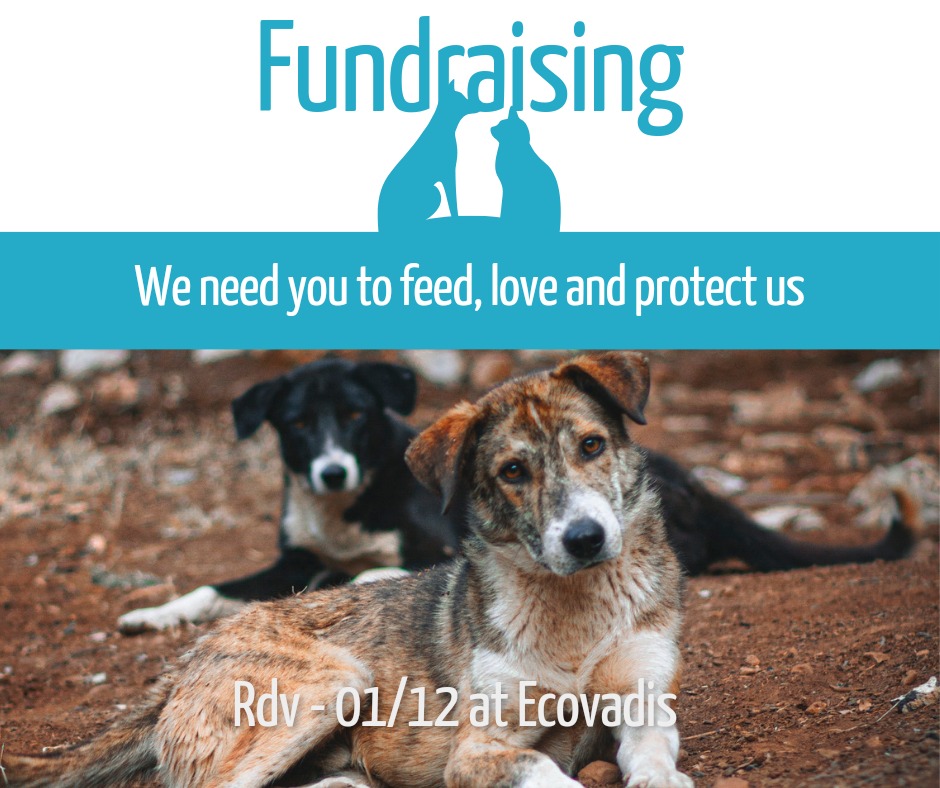 Fundraising
We need you to feed, love and protect us
Rdv - 01/12 at Ecovadis